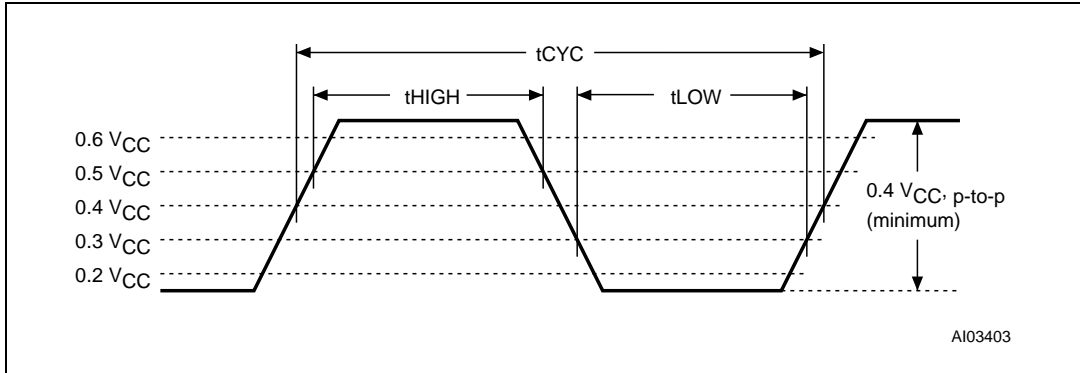 tCYC
tHIGH
tLOW
0.6 VCC
0.5 VCC
0.4 VCC
0.3 VCC
0.2 VCC
0.4 VCC, p-to-p
(minimum)
AI03403